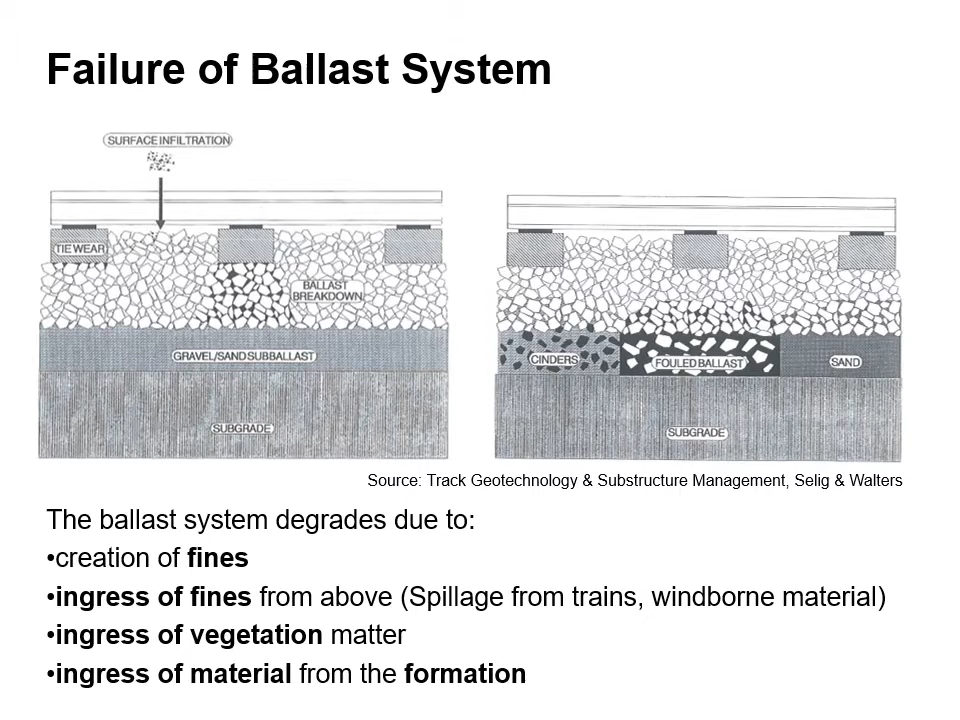 Failure of Ballast System
SURFACE INFILTRATION
TIE WEAR
BALLAST
BREAKDOWN
GRAVEL/SAND SUBBALLAST
SUBGRADE
CINDERS
FOULED BALLAST
SAND
SUBGRADE
Source: Track Geotechnology & Substructure Management, Selig & Walters
The ballast system degrades due to:
•creation of fines
•ingress of fines from above (Spillage from trains, windborne material)
•ingress of vegetation matter
•ingress of material from the formation